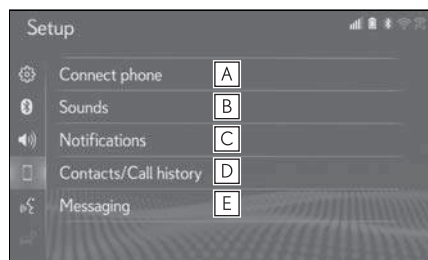 Setup
Connect phone A
Sounds B
Notifications C
Contacts/Call history D
Messaging E